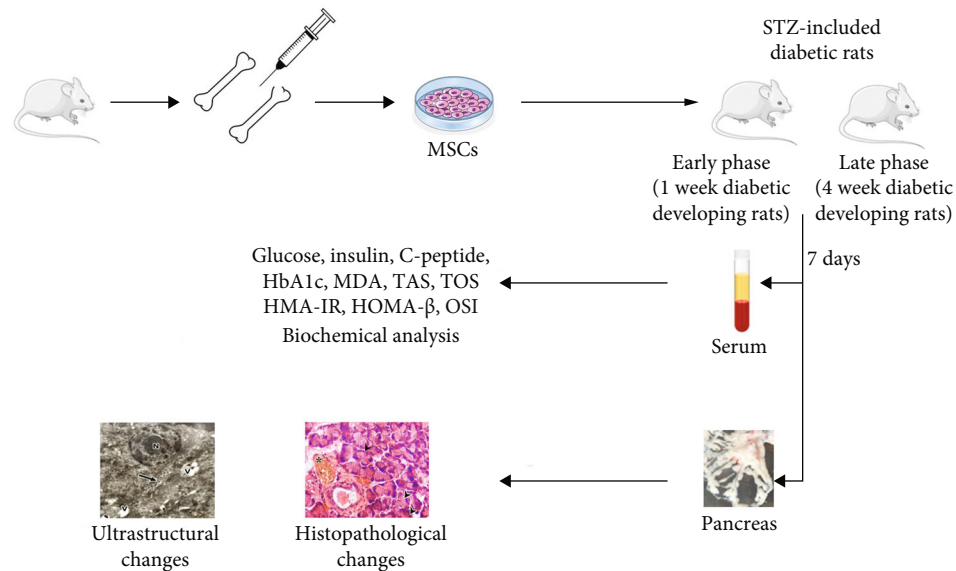 STZ-included
diabetic rats
MSCs
Early phase
(1 week diabetic
developing rats)
Late phase
(4 week diabetic
developing rats)
7 days
Glucose, insulin, C-peptide,
HbA1c, MDA, TAS, TOS
HMA-IR, HOMA-β, OSI
Biochemical analysis
Serum
N
V
V
*
Ultrastructural
changes
Histopathological
changes
Pancreas